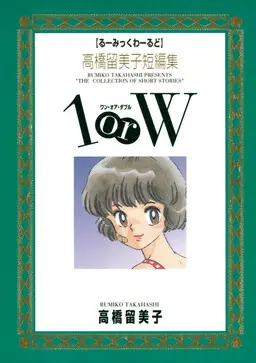 【るーみっくわーるど】
高橋留美子短編集
RUMIKO TAKAHASHI PRESENTS
"THE COLLECTION OF SHORT STORIES"
ワン・オア・ダブル
1orW
RUMIKO TAKAHASHI
高橋留美子